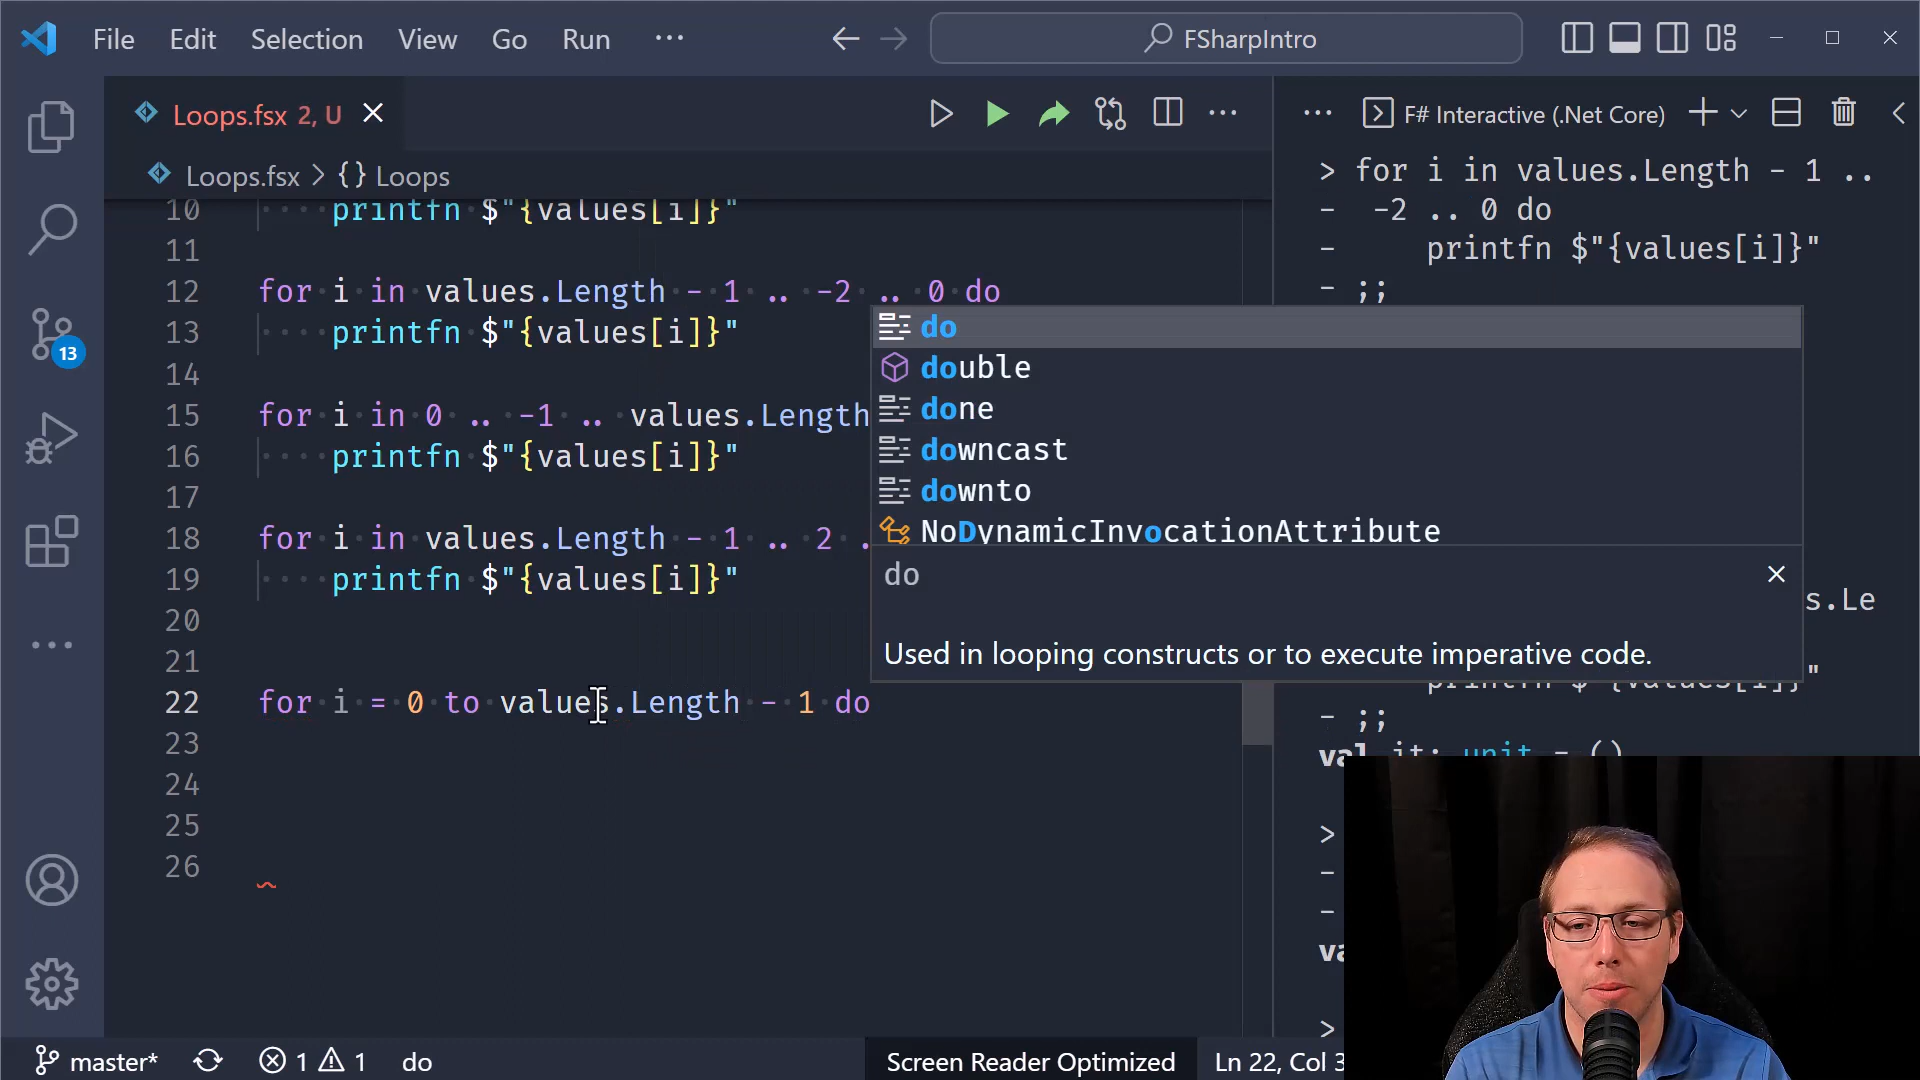 File Edit Selection View Go Run ··· FSharpIntro
Loops.fsx 2, U
Loops.fsx > {} Loops
10 printfn $"{values[i]}"
11
12 for i in values.Length - 1 .. -2 .. 0 do
13 printfn $"{values[i]}"
14
15 for i in 0 .. -1 .. values.Length
16 printfn $"{values[i]}"
17
18 for i in values.Length - 1 .. 2 .
19 printfn $"{values[i]}"
20
21
22 for i = 0 to values.Length - 1 do
23
24
25
26
do
double
done
downcast
downto
NoDynamicInvocationAttribute
do
Used in looping constructs or to execute imperative code.
F# Interactive (.Net Core)
> for i in values.Length - 1 ..
- -2 .. 0 do
- printfn $"{values[i]}"
- ;;
s.Le
"
- ;;
val it: unit = ()
>
-
-
va
>
13
master* 1 1 do Screen Reader Optimized Ln 22, Col 3